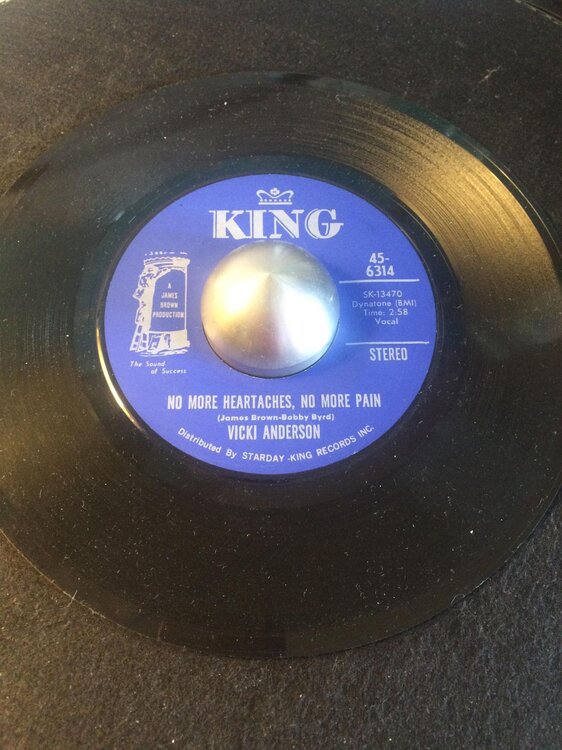 KING
45-
6314
A
JAMES
BROWN
PRODUCTION
SK-13470
Dynatone (BMI)
Time: 2:58
Vocal
STEREO
The Sound
of Success
NO MORE HEARTACHES, NO MORE PAIN
(James Brown-Bobby Byrd)
VICKI ANDERSON
Distributed By STARDAY-KING RECORDS INC.